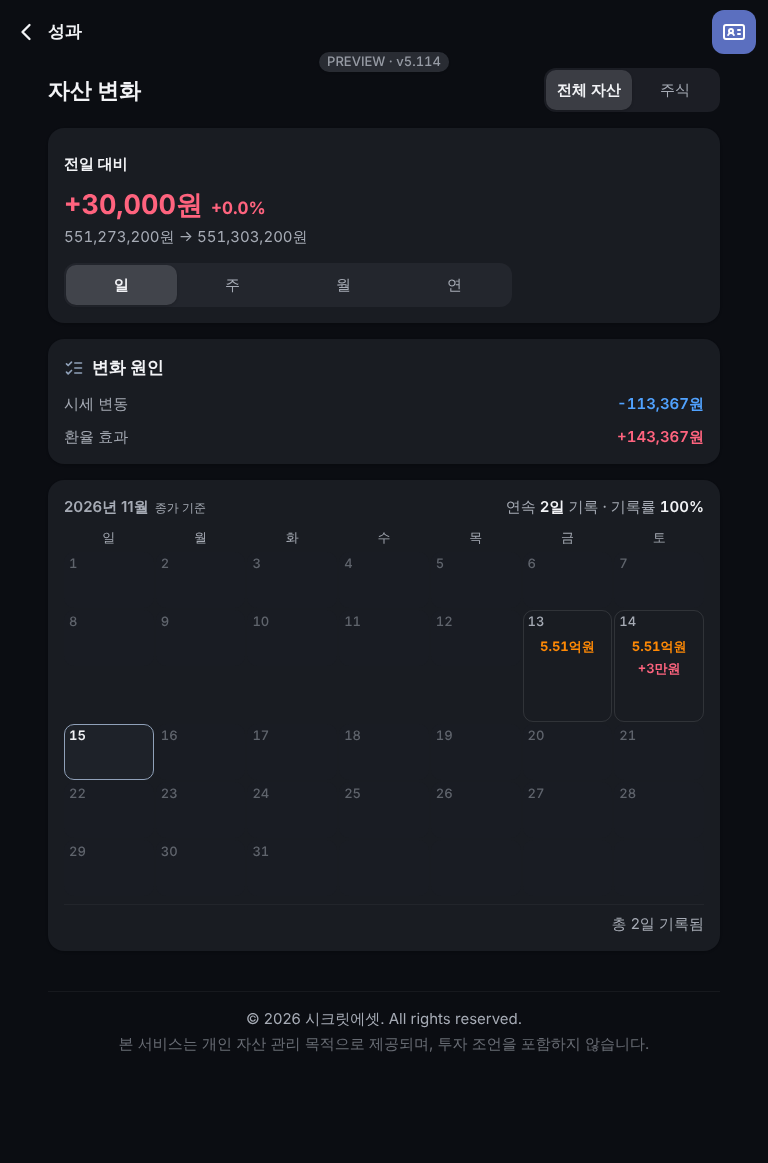 성과
PREVIEW · v5.114
자산 변화
전체 자산 주식
전일 대비
+30,000원 +0.0%
551,273,200원 → 551,303,200원
일 주 월 연
변화 원인
시세 변동 -113,367원
환율 효과 +143,367원
2026년 11월 종가 기준 연속 2일 기록 · 기록률 100%
일 월 화 수 목 금 토
1 2 3 4 5 6 7
8 9 10 11 12 13 14
5.51억원 5.51억원
+3만원
15 16 17 18 19 20 21
22 23 24 25 26 27 28
29 30 31
총 2일 기록됨
© 2026 시크릿에셋. All rights reserved.
본 서비스는 개인 자산 관리 목적으로 제공되며, 투자 조언을 포함하지 않습니다.